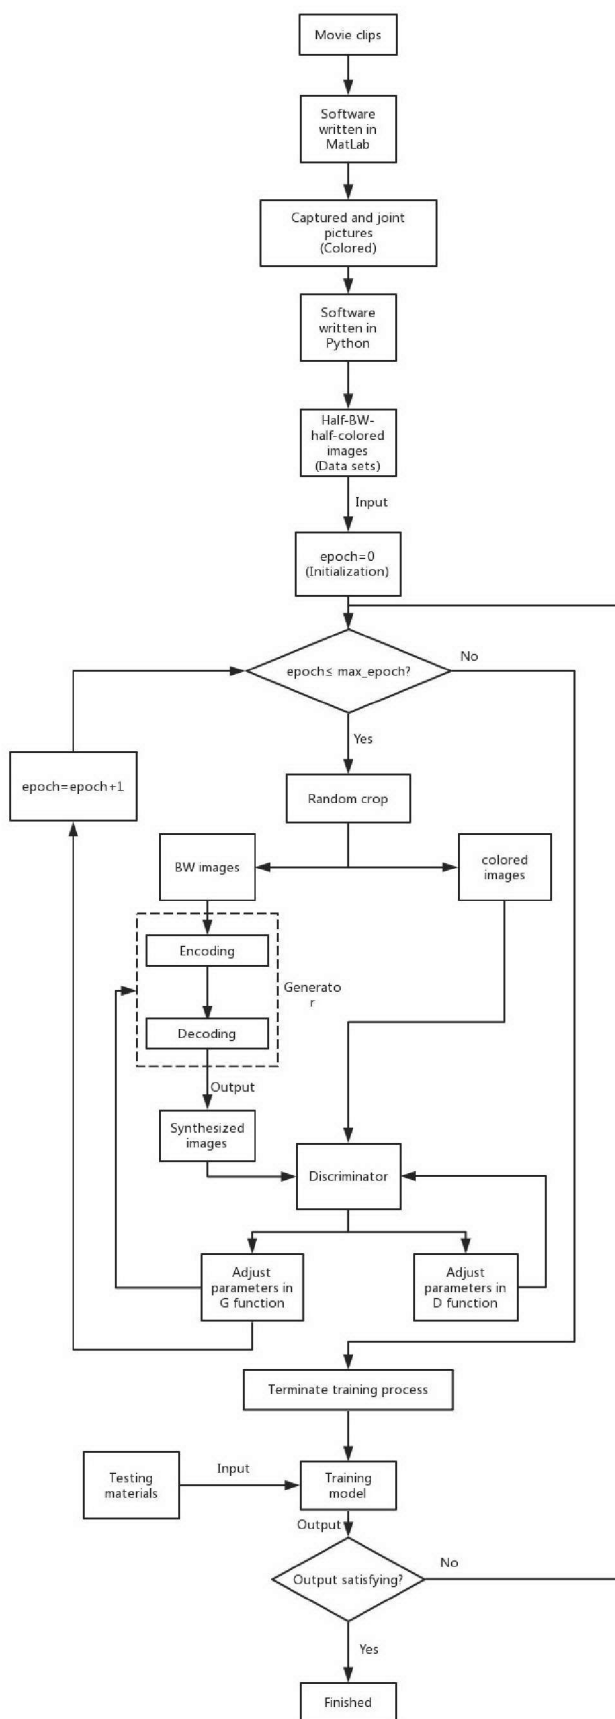 Movie clips
Software
written in
MatLab
Captured and joint
pictures
(Colored)
Software
written in
Python
Half-BW-
half-colored
images
(Data sets)
Input
epoch=0
(Initialization)
epoch≤ max_epoch?
No
Yes
epoch=epoch+1
Random crop
BW images
colored
images
Encoding
Generato
r
Decoding
Output
Synthesized
images
Discriminator
Adjust
parameters in
G function
Adjust
parameters in
D function
Terminate training process
Testing
materials
Input
Training
model
Output
Output satisfying?
No
Yes
Finished